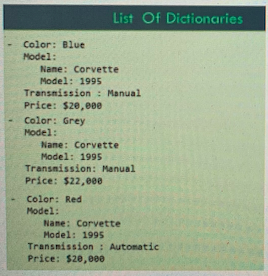 List Of Dictionaries
- Color: Blue
Model:
Name: Corvette
Model: 1995
Transmission : Manual
Price: $20,000
- Color: Grey
Model:
Name: Corvette
Model: 1995
Transmission: Manual
Price: $22,000
- Color: Red
Model:
Name: Corvette
Model: 1995
Transmission : Automatic
Price: $20,000